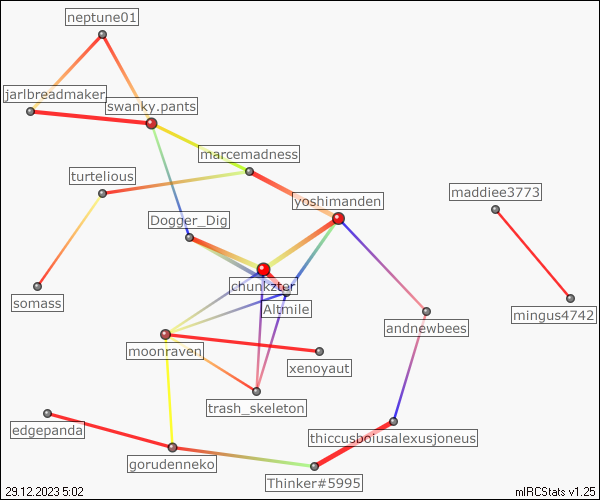 neptune01
jarlbreadmaker
swanky.pants
marcemadness
turtelious
maddiee3773
yoshimanden
Dogger_Dig
chunkzter
somass
Altmile
mingus4742
andnewbees
moonraven
xenoyaut
trash_skeleton
edgepanda
thiccusboiusalexusjoneus
gorudenneko
Thinker#5995
29.12.2023 5:02
mIRCStats v1.25